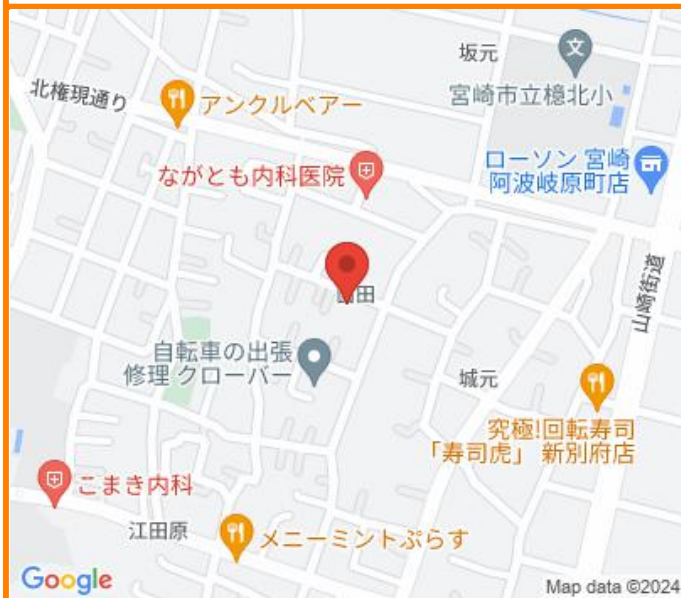 坂元
文
宮崎市立檍北小
北権現通り
アンクルベアー
ローソン 宮崎
阿波岐原町店
ながとも内科医院
山崎街道
田
自転車の出張
修理 クローバー
城元
究極!回転寿司
「寿司虎」 新別府店
こまき内科
江田原
メニーミントぷらす
Google
Map data ©2024